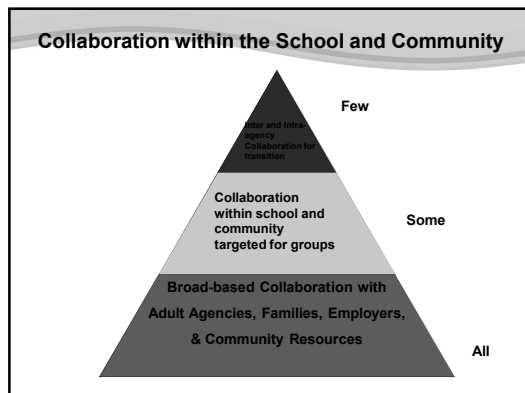 Collaboration within the School and Community
Few
Inter and Intra-
agency
Collaboration for
transition
Collaboration
within school and
community
targeted for groups
Some
Broad-based Collaboration with
Adult Agencies, Families, Employers,
& Community Resources
All